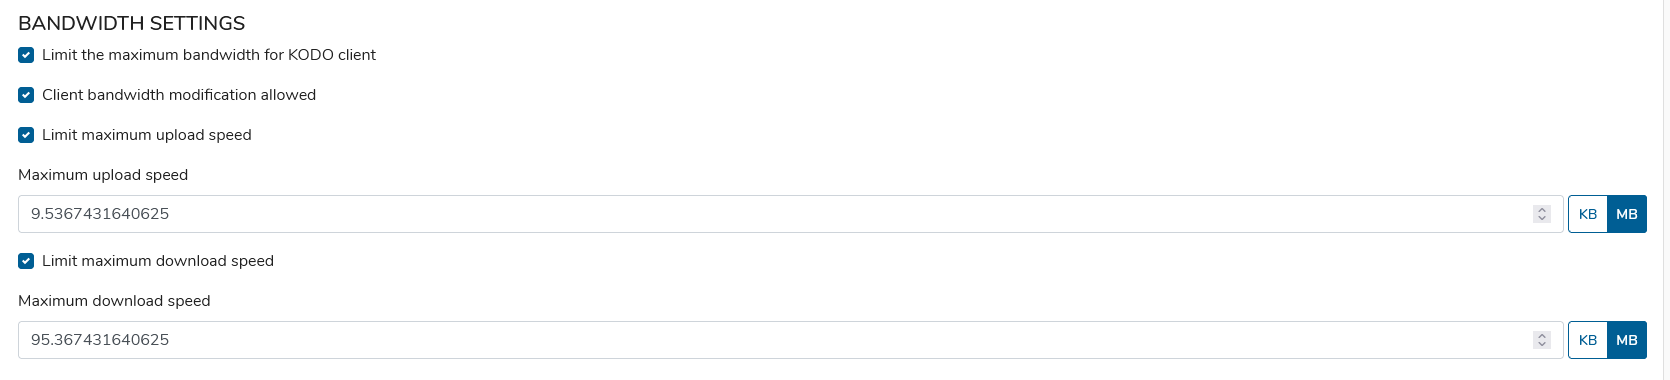 BANDWIDTH SETTINGS
Limit the maximum bandwidth for KODO client
Client bandwidth modification allowed
Limit maximum upload speed
Maximum upload speed
9.5367431640625 KB MB
Limit maximum download speed
Maximum download speed
95.367431640625 KB MB